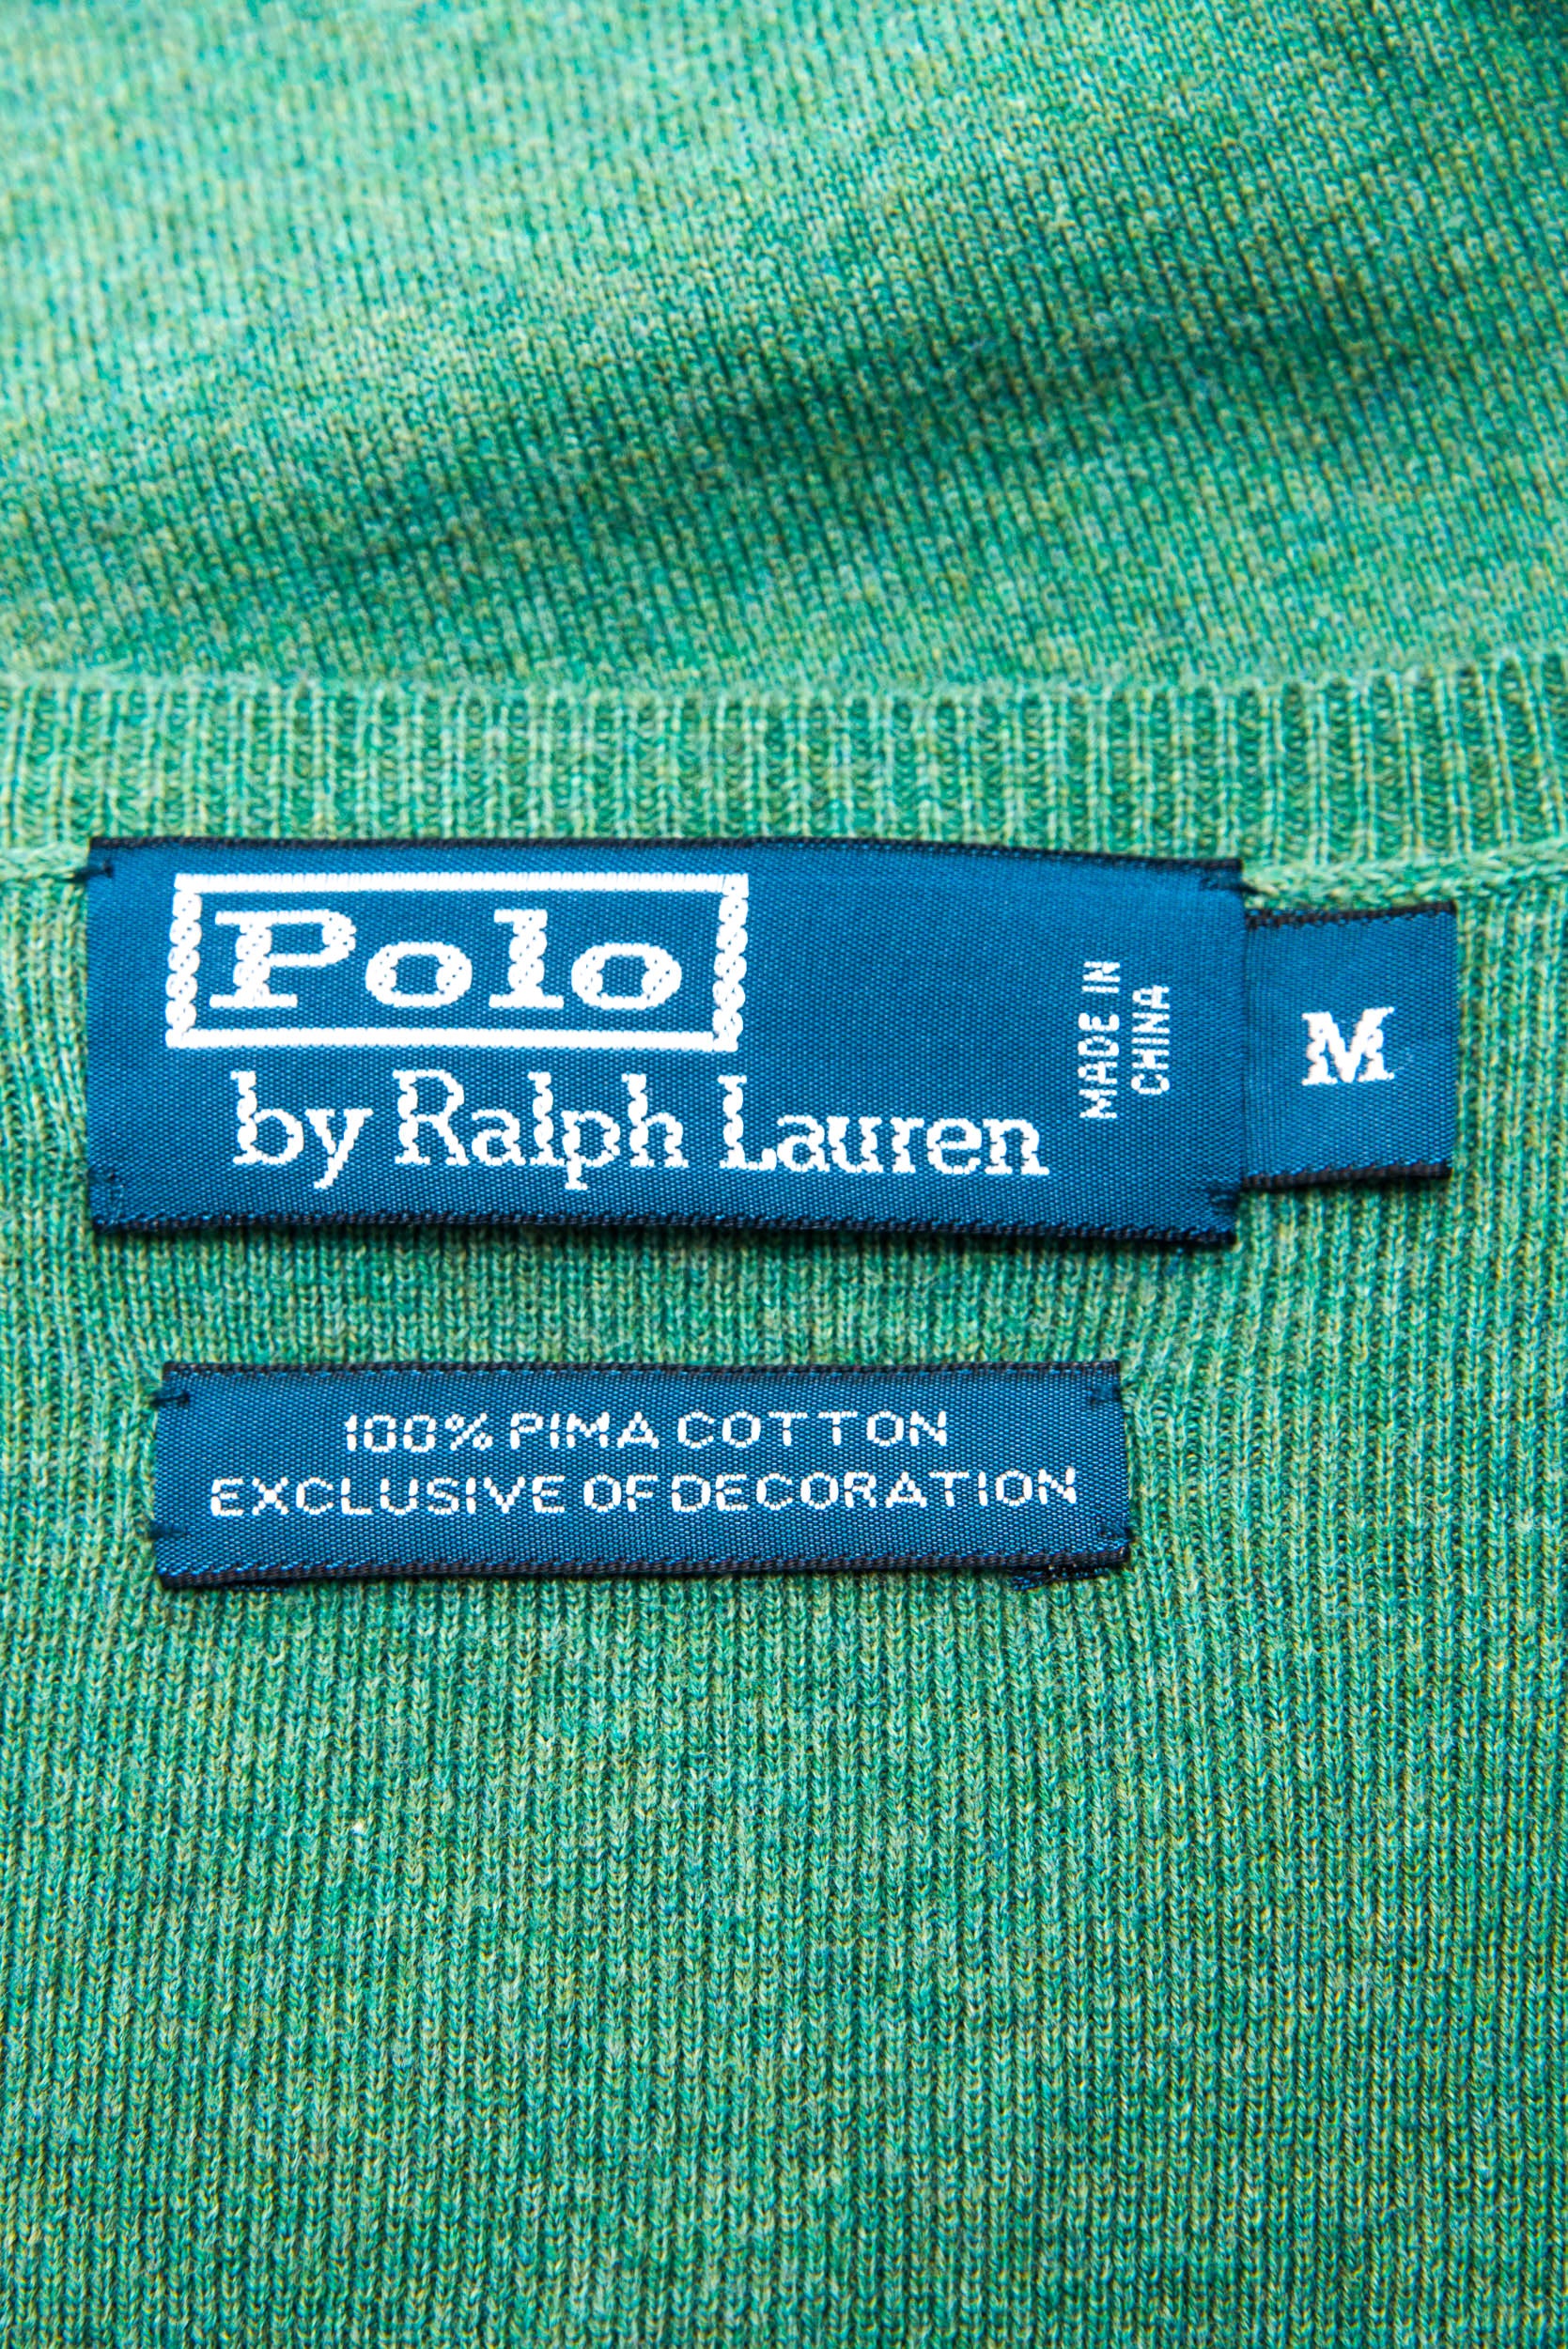 Polo
by Ralph Lauren
MADE IN
CHINA
M
100% PIMA COTTON
EXCLUSIVE OF DECORATION